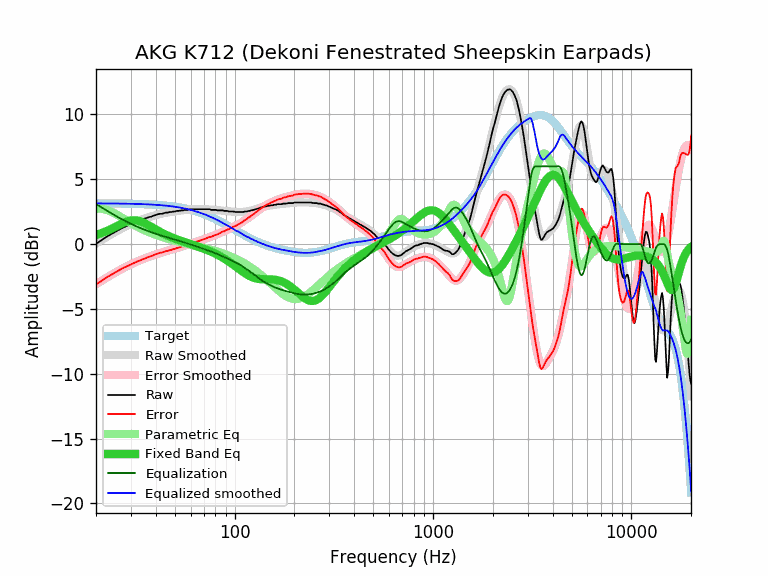 AKG K712 (Dekoni Fenestrated Sheepskin Earpads)
10
5
0
−5
−10
−15
−20
Amplitude (dBr)
Target
Raw Smoothed
Error Smoothed
Raw
Error
Parametric Eq
Fixed Band Eq
Equalization
Equalized smoothed
100
1000
10000
Frequency (Hz)